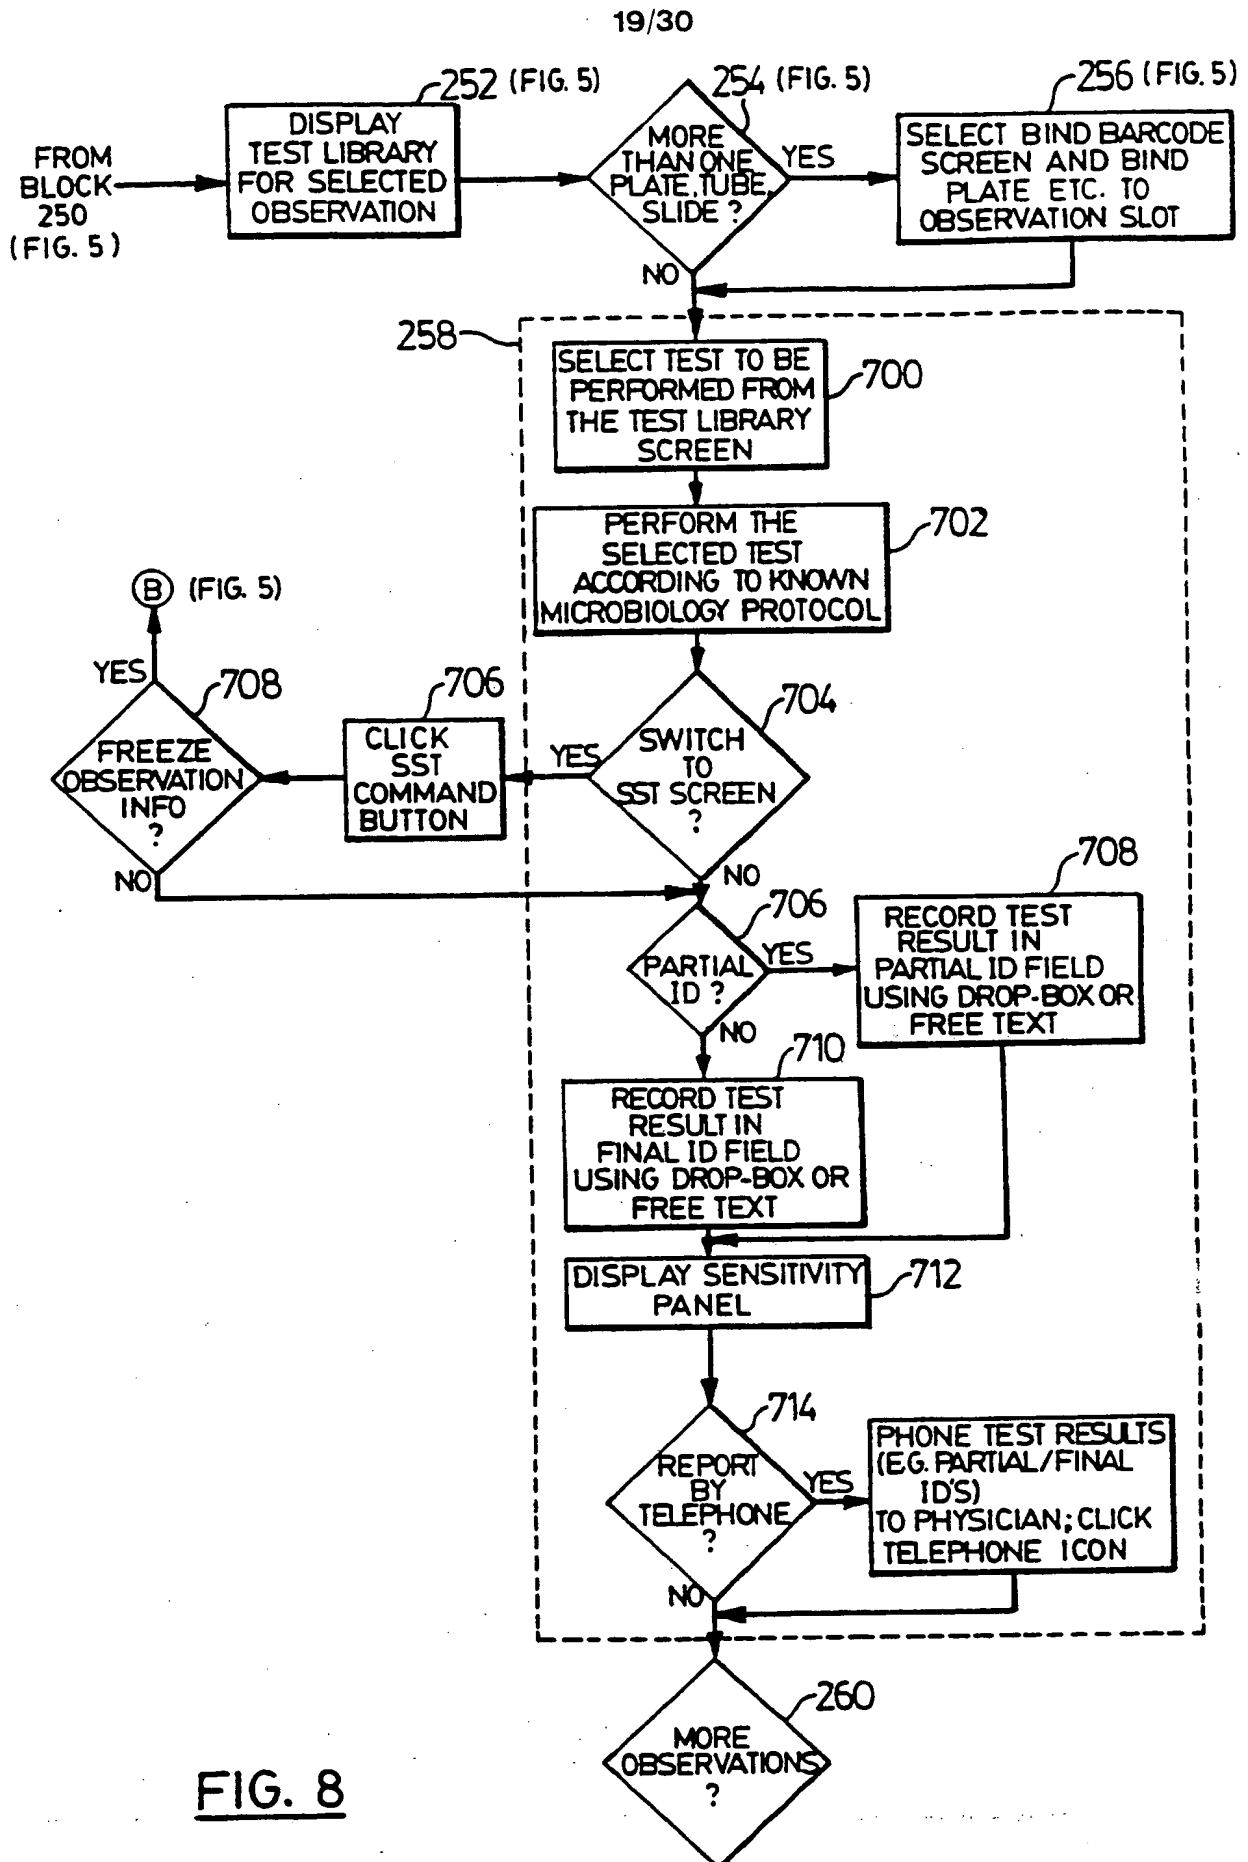 19/30
252 (FIG. 5)
254 (FIG. 5)
256 (FIG. 5)
FROM
BLOCK
250
(FIG. 5)
DISPLAY
TEST LIBRARY
FOR SELECTED
OBSERVATION
MORE
THAN ONE
PLATE, TUBE,
SLIDE ?
YES
NO
SELECT BIND BARCODE
SCREEN AND BIND
PLATE ETC. TO
OBSERVATION SLOT
258
SELECT TEST TO BE
PERFORMED FROM
THE TEST LIBRARY
SCREEN
700
PERFORM THE
SELECTED TEST
ACCORDING TO KNOWN
MICROBIOLOGY PROTOCOL
702
SWITCH
TO
SST SCREEN
?
704
YES
NO
CLICK
SST
COMMAND
BUTTON
706
FREEZE
OBSERVATION
INFO
?
708
YES
NO
B (FIG. 5)
PARTIAL
ID ?
706
YES
NO
RECORD TEST
RESULT IN
PARTIAL ID FIELD
USING DROP-BOX OR
FREE TEXT
708
RECORD TEST
RESULT IN
FINAL ID FIELD
USING DROP-BOX OR
FREE TEXT
710
DISPLAY SENSITIVITY
PANEL
712
REPORT
BY
TELEPHONE
?
714
YES
NO
PHONE TEST RESULTS
(E.G. PARTIAL/FINAL
ID'S)
TO PHYSICIAN; CLICK
TELEPHONE ICON
MORE
OBSERVATIONS
?
260
FIG. 8